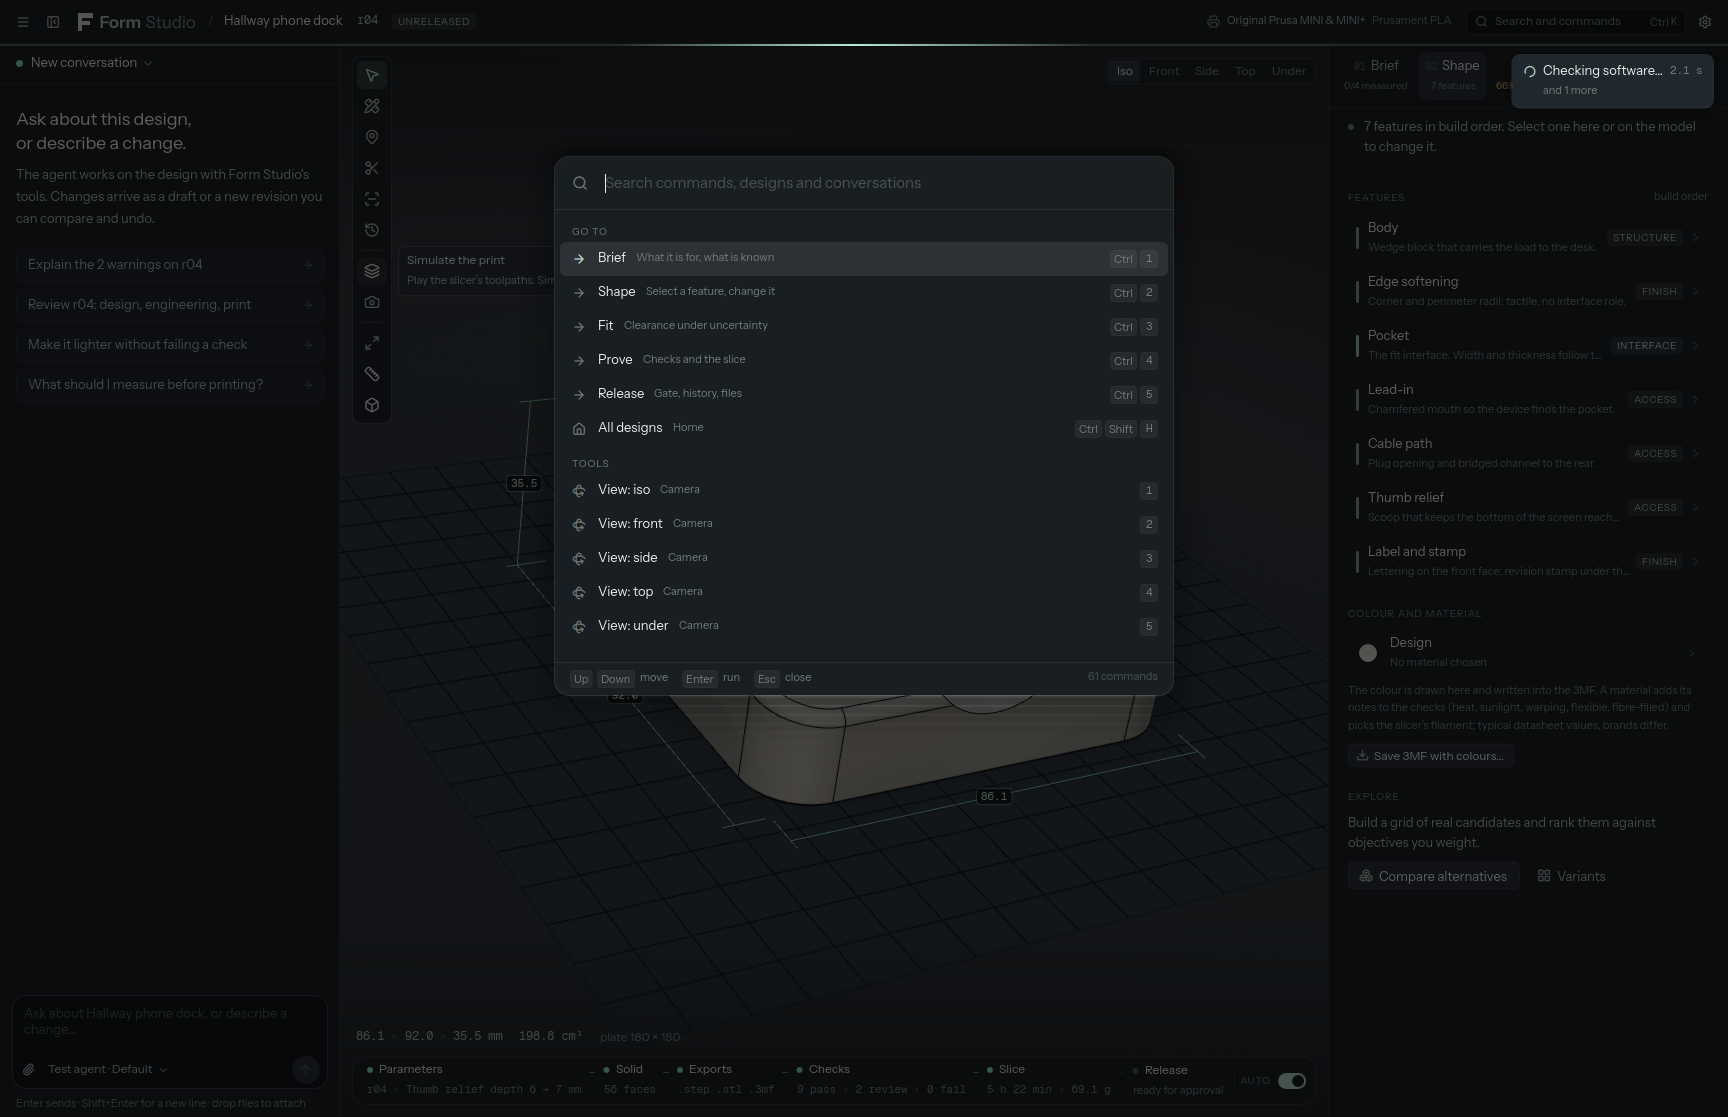 Form Studio / Hallway phone dock r04 UNRELEASED
Original Prusa MINI & MINI+ Prusament PLA
Search and commands Ctrl K
New conversation
Ask about this design,
or describe a change.
The agent works on the design with Form Studio's
tools. Changes arrive as a draft or a new revision you
can compare and undo.
Explain the 2 warnings on r04
Review r04: design, engineering, print
Make it lighter without failing a check
What should I measure before printing?
Ask about Hallway phone dock, or describe a
change...
Test agent · Default
Enter sends · Shift+Enter for a new line · drop files to attach
Iso Front Side Top Under
Simulate the print
Play the slicer's toolpaths.
35.5
92.0
86.1
Search commands, designs and conversations
GO TO
Brief What it is for, what is known Ctrl 1
Shape Select a feature, change it Ctrl 2
Fit Clearance under uncertainty Ctrl 3
Prove Checks and the slice Ctrl 4
Release Gate, history, files Ctrl 5
All designs Home Ctrl Shift H
TOOLS
View: iso Camera 1
View: front Camera 2
View: side Camera 3
View: top Camera 4
View: under Camera 5
Up Down move Enter run Esc close
61 commands
86.1 × 92.0 × 35.5 mm · 198.8 cm³ · plate 180 × 180
Parameters
r04 · Thumb relief depth 6 → 7 mm
Solid
56 faces
Exports
.step .stl .3mf
Checks
9 pass · 2 review · 0 fail
Slice
5 h 22 min · 69.1 g
Release
ready for approval
AUTO
01 Brief
0/4 measured
02 Shape
7 features
66%
Checking software... 2.1 s
and 1 more
7 features in build order. Select one here or on the model
to change it.
FEATURES build order
Body
Wedge block that carries the load to the desk.
STRUCTURE
Edge softening
Corner and perimeter radii; tactile, no interface role.
FINISH
Pocket
The fit interface. Width and thickness follow t...
INTERFACE
Lead-in
Chamfered mouth so the device finds the pocket.
ACCESS
Cable path
Plug opening and bridged channel to the rear.
ACCESS
Thumb relief
Scoop that keeps the bottom of the screen reach...
ACCESS
Label and stamp
Lettering on the front face; revision stamp under th...
FINISH
COLOUR AND MATERIAL
Design
No material chosen
The colour is drawn here and written into the 3MF. A material adds its
notes to the checks (heat, sunlight, warping, flexible, fibre-filled) and
picks the slicer's filament; typical datasheet values, brands differ.
Save 3MF with colours...
EXPLORE
Build a grid of real candidates and rank them against
objectives you weight.
Compare alternatives
Variants